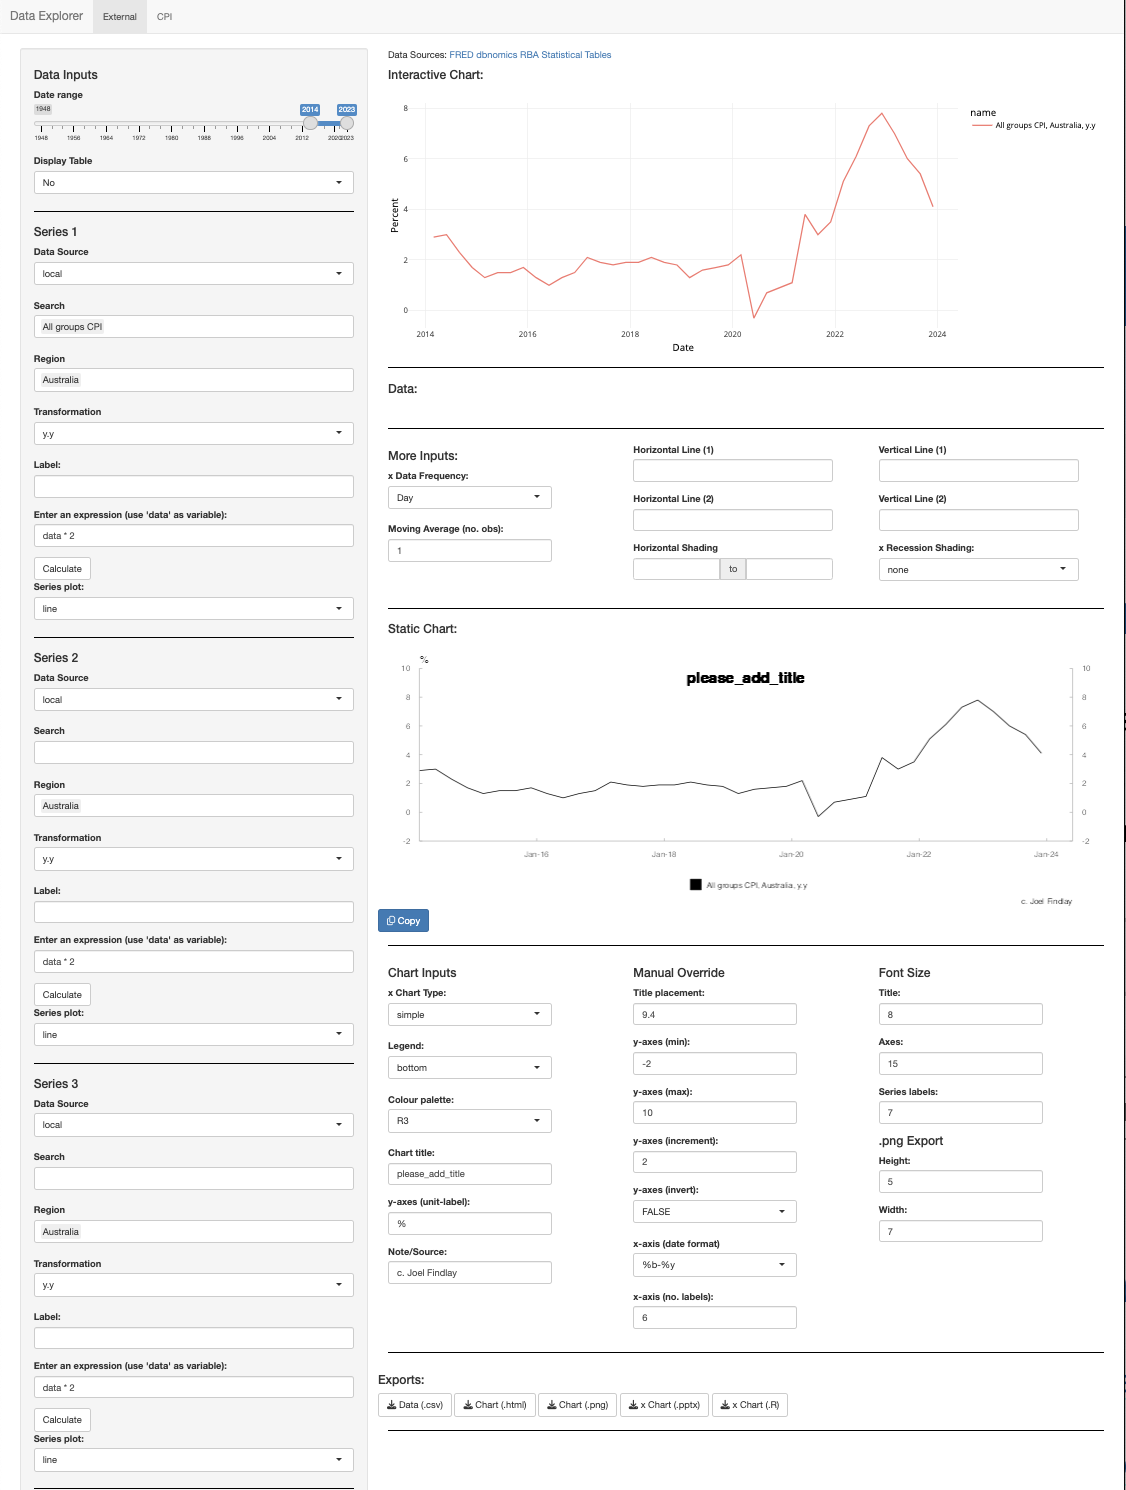 Data Explorer External CPI
Data Inputs
Date range
1948 2014 2023
1948 1956 1964 1972 1980 1988 1996 2004 2012 2023
Display Table
No
Series 1
Data Source
local
Search
All groups CPI
Region
Australia
Transformation
y.y
Label:
Enter an expression (use 'data' as variable):
data * 2
Calculate
Series plot:
line
Series 2
Data Source
local
Search
Region
Australia
Transformation
y.y
Label:
Enter an expression (use 'data' as variable):
data * 2
Calculate
Series plot:
line
Series 3
Data Source
local
Search
Region
Australia
Transformation
y.y
Label:
Enter an expression (use 'data' as variable):
data * 2
Calculate
Series plot:
line
Data Sources: FRED dbnomics RBA Statistical Tables
Interactive Chart:
8
6
4
2
0
Percent
2014 2016 2018 2020 2022 2024
Date
name
All groups CPI, Australia, y.y
Data:
More Inputs:
x Data Frequency:
Day
Moving Average (no. obs):
1
Horizontal Line (1)
Horizontal Line (2)
Horizontal Shading
to
Vertical Line (1)
Vertical Line (2)
x Recession Shading:
none
Static Chart:
%
please_add_title
10 10
8 8
6 6
4 4
2 2
0 0
-2 -2
Jan-16 Jan-18 Jan-20 Jan-22 Jan-24
All groups CPI, Australia, y.y
c. Joel Findlay
Copy
Chart Inputs
x Chart Type:
simple
Legend:
bottom
Colour palette:
R3
Chart title:
please_add_title
y-axes (unit-label):
%
Note/Source:
c. Joel Findlay
Manual Override
Title placement:
9.4
y-axes (min):
-2
y-axes (max):
10
y-axes (increment):
2
y-axes (invert):
FALSE
x-axis (date format)
%b-%y
x-axis (no. labels):
6
Font Size
Title:
8
Axes:
15
Series labels:
7
.png Export
Height:
5
Width:
7
Exports:
Data (.csv) Chart (.html) Chart (.png) x Chart (.pptx) x Chart (.R)